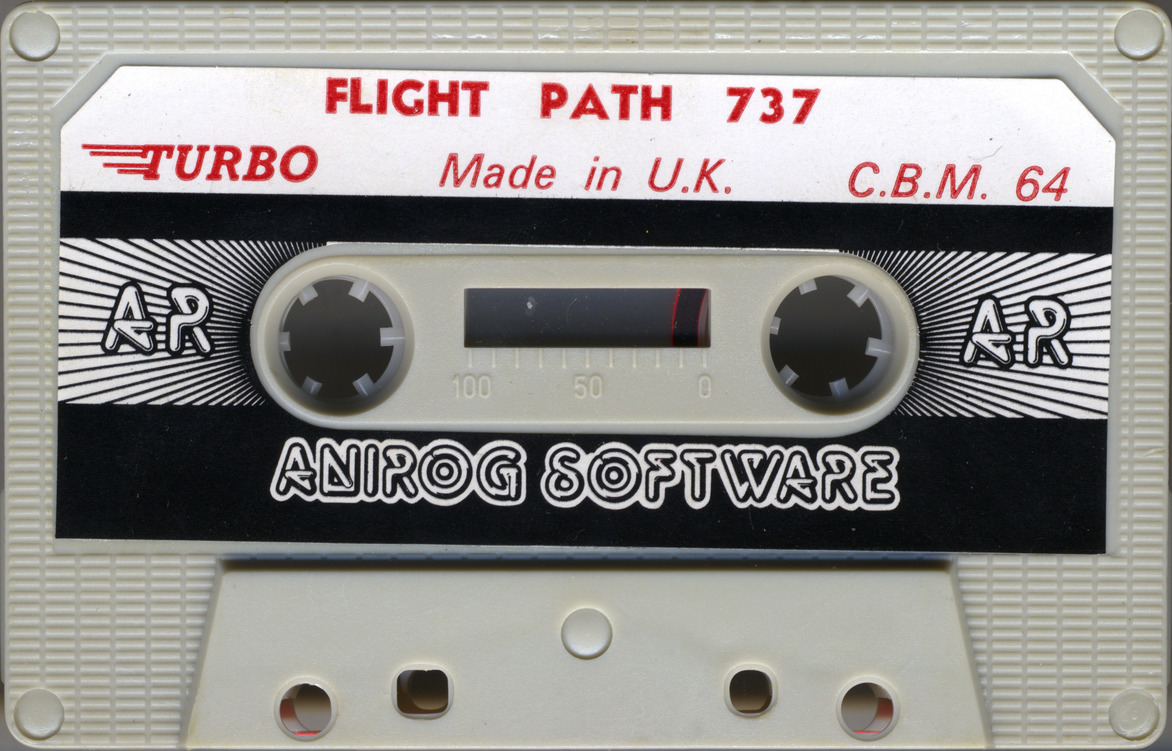 FLIGHT PATH 737
TURBO Made in U.K. C.B.M. 64
AR AR
100 50 0
ANIROG SOFTWARE